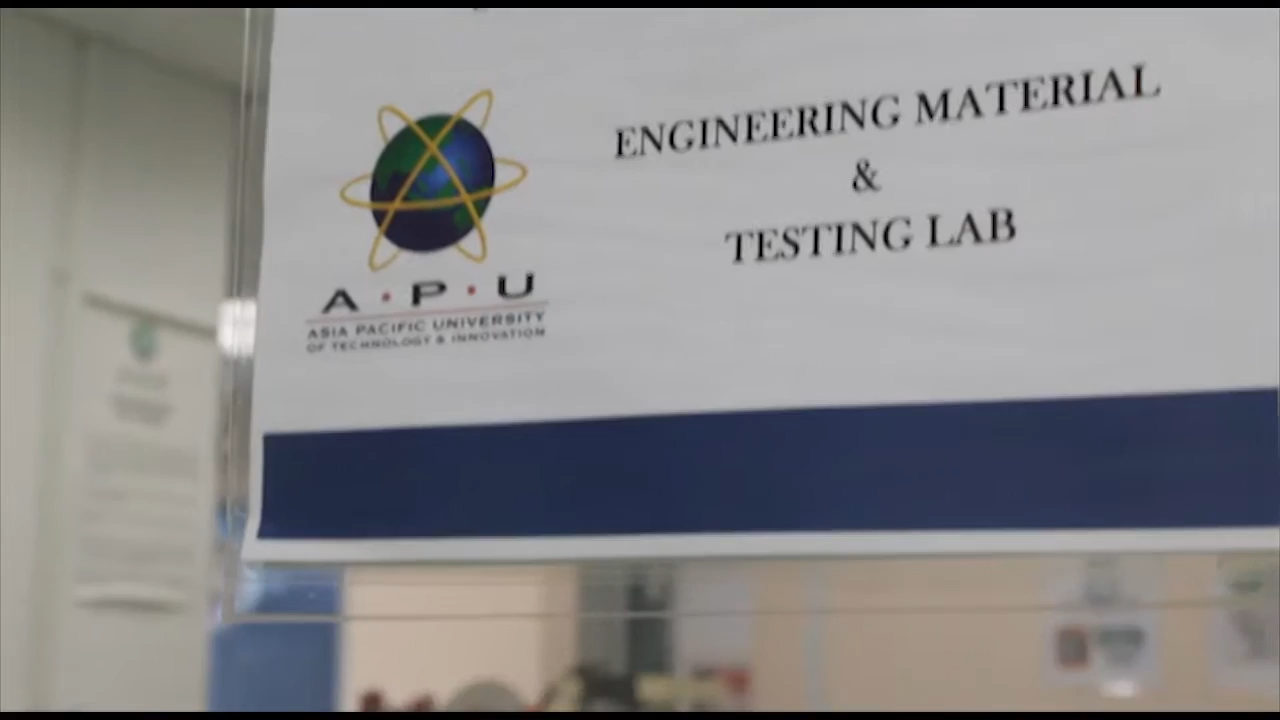 ENGINEERING MATERIAL
&
TESTING LAB
A·P·U
ASIA PACIFIC UNIVERSITY
OF TECHNOLOGY & INNOVATION